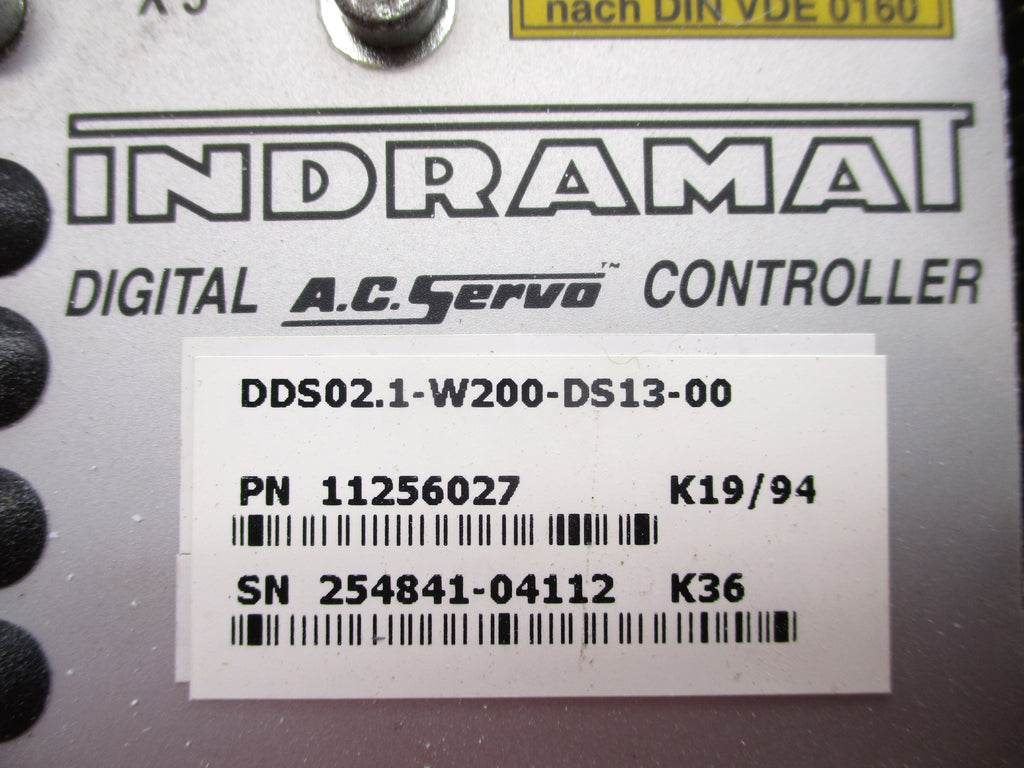 X5
nach DIN VDE 0160
INDRAMAT
DIGITAL A.C. Servo™ CONTROLLER
DDS02.1-W200-DS13-00
PN 11256027 K19/94
SN 254841-04112 K36